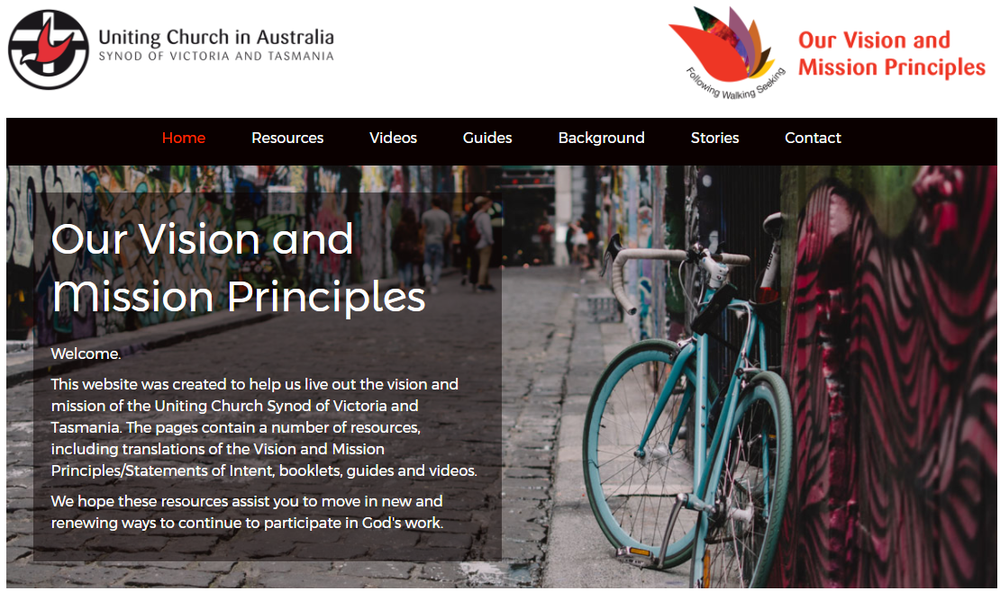 Uniting Church in Australia
SYNOD OF VICTORIA AND TASMANIA
Following Walking Seeking
Our Vision and
Mission Principles
Home Resources Videos Guides Background Stories Contact
Our Vision and
Mission Principles
Welcome.
This website was created to help us live out the vision and
mission of the Uniting Church Synod of Victoria and
Tasmania. The pages contain a number of resources,
including translations of the Vision and Mission
Principles/Statements of Intent, booklets, guides and videos.
We hope these resources assist you to move in new and
renewing ways to continue to participate in God's work.